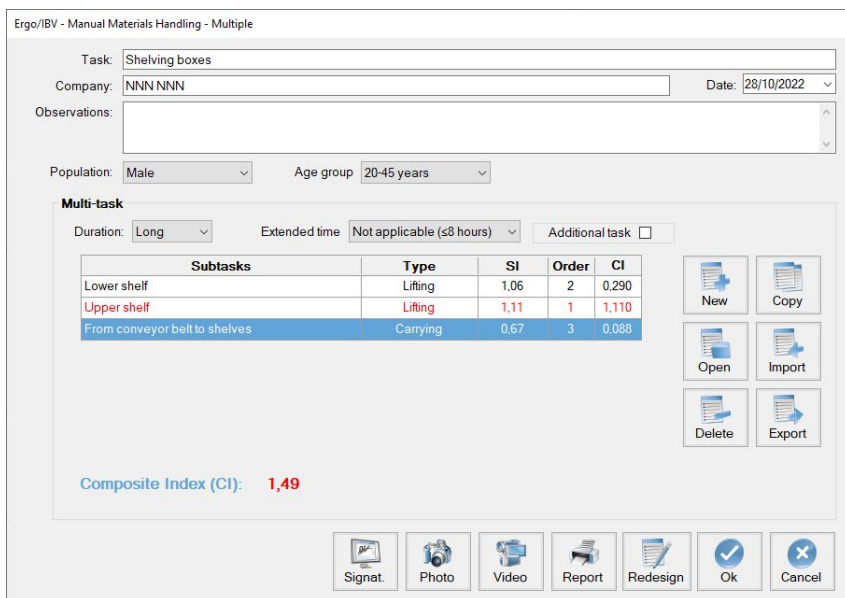 Ergo/IBV - Manual Materials Handling - Multiple
Task: Shelving boxes
Company: NNN NNN Date: 28/10/2022
Observations:
Population: Male Age group 20-45 years
Multi-task
Duration: Long Extended time Not applicable (≤8 hours) Additional task
Subtasks Type SI Order CI
Lower shelf Lifting 1,06 2 0,290
Upper shelf Lifting 1,11 1 1,110
From conveyor belt to shelves Carrying 0,67 3 0,088
New Copy
Open Import
Delete Export
Composite Index (CI): 1,49
Signat. Photo Video Report Redesign Ok Cancel